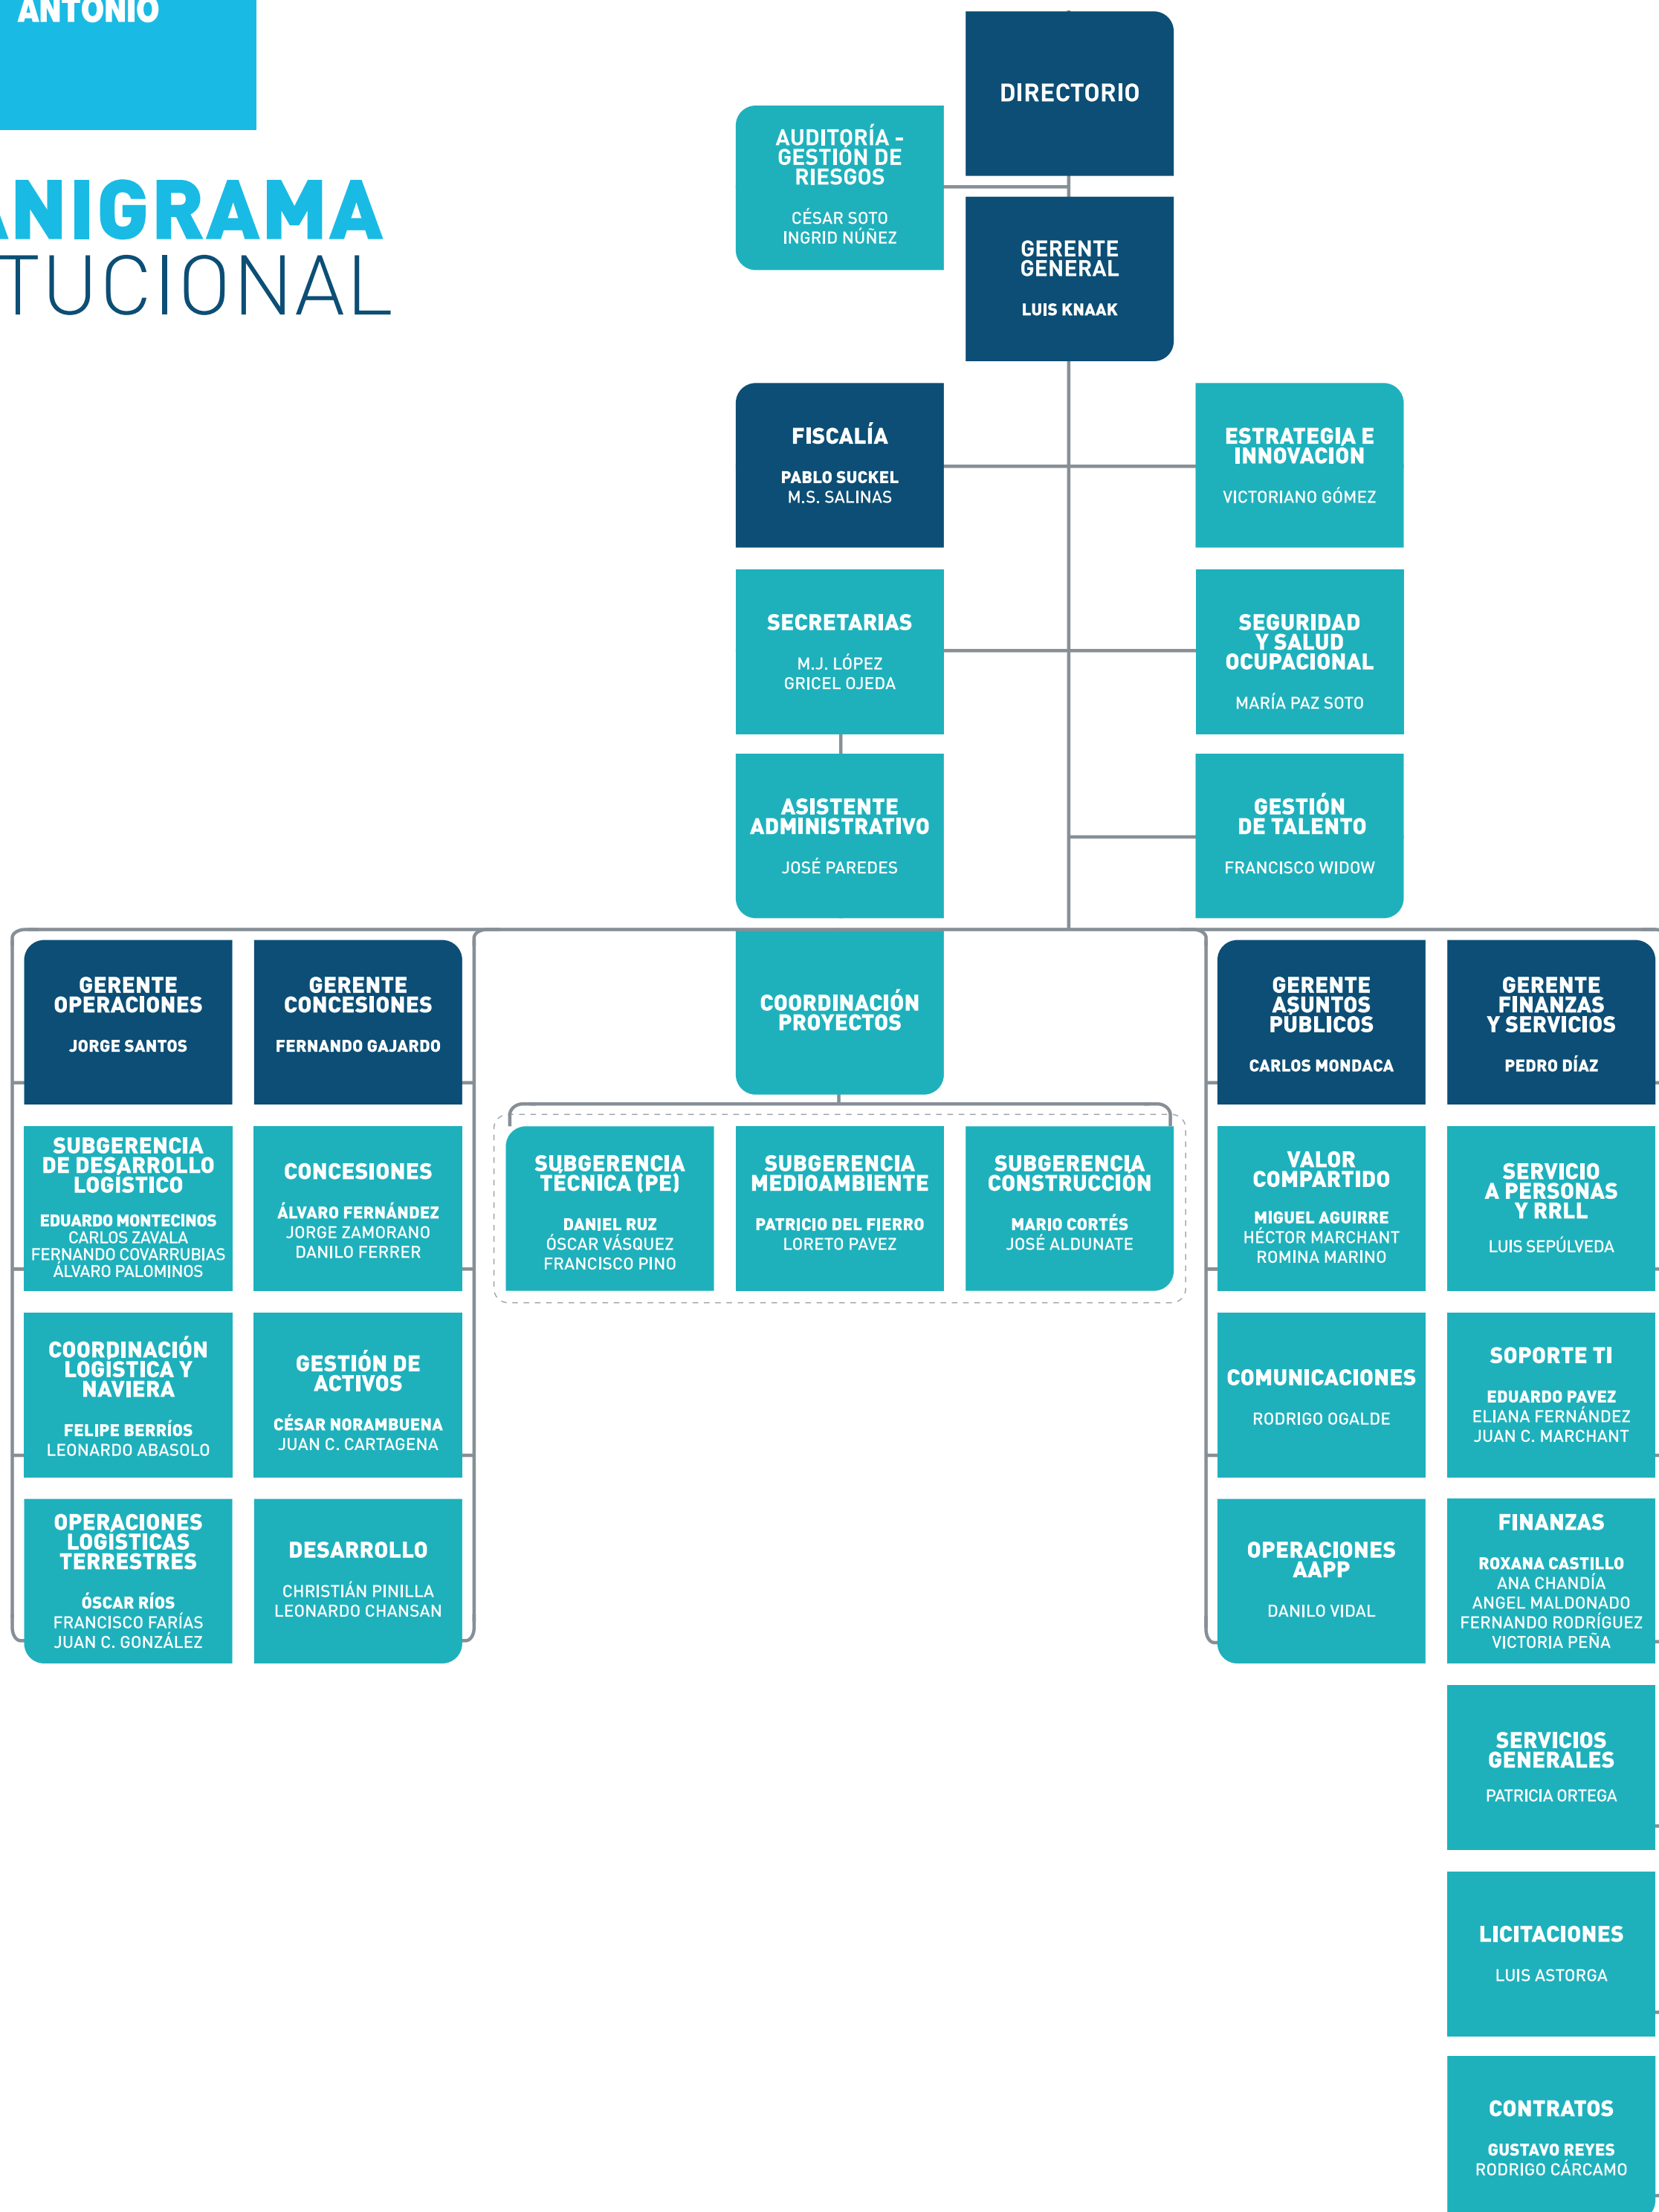 ANTONIO
ANIGRAMA
TUCIONAL
DIRECTORIO
AUDITORÍA -
GESTIÓN DE
RIESGOS
CÉSAR SOTO
INGRID NÚÑEZ
GERENTE
GENERAL
LUIS KNAAK
FISCALÍA
PABLO SUCKEL
M.S. SALINAS
ESTRATEGIA E
INNOVACIÓN
VICTORIANO GÓMEZ
SECRETARIAS
M.J. LÓPEZ
GRICEL OJEDA
SEGURIDAD
Y SALUD
OCUPACIONAL
MARÍA PAZ SOTO
ASISTENTE
ADMINISTRATIVO
JOSÉ PAREDES
GESTIÓN
DE TALENTO
FRANCISCO WIDOW
GERENTE
OPERACIONES
JORGE SANTOS
SUBGERENCIA
DE DESARROLLO
LOGÍSTICO
EDUARDO MONTECINOS
CARLOS ZAVALA
FERNANDO COVARRUBIAS
ÁLVARO PALOMINOS
COORDINACIÓN
LOGÍSTICA Y
NAVIERA
FELIPE BERRÍOS
LEONARDO ABASOLO
OPERACIONES
LOGÍSTICAS
TERRESTRES
ÓSCAR RÍOS
FRANCISCO FARÍAS
JUAN C. GONZÁLEZ
GERENTE
CONCESIONES
FERNANDO GAJARDO
CONCESIONES
ÁLVARO FERNÁNDEZ
JORGE ZAMORANO
DANILO FERRER
GESTIÓN DE
ACTIVOS
CÉSAR NORAMBUENA
JUAN C. CARTAGENA
DESARROLLO
CHRISTIÁN PINILLA
LEONARDO CHANSAN
COORDINACIÓN
PROYECTOS
SUBGERENCIA
TÉCNICA (PE)
DANIEL RUZ
ÓSCAR VÁSQUEZ
FRANCISCO PINO
SUBGERENCIA
MEDIOAMBIENTE
PATRICIO DEL FIERRO
LORETO PAVEZ
SUBGERENCIA
CONSTRUCCIÓN
MARIO CORTÉS
JOSÉ ALDUNATE
GERENTE
ASUNTOS
PÚBLICOS
CARLOS MONDACA
VALOR
COMPARTIDO
MIGUEL AGUIRRE
HÉCTOR MARCHANT
ROMINA MARINO
COMUNICACIONES
RODRIGO OGALDE
OPERACIONES
AAPP
DANILO VIDAL
GERENTE
FINANZAS
Y SERVICIOS
PEDRO DÍAZ
SERVICIO
A PERSONAS
Y RRLL
LUIS SEPÚLVEDA
SOPORTE TI
EDUARDO PAVEZ
ELIANA FERNÁNDEZ
JUAN C. MARCHANT
FINANZAS
ROXANA CASTILLO
ANA CHANDÍA
ANGEL MALDONADO
FERNANDO RODRÍGUEZ
VICTORIA PEÑA
SERVICIOS
GENERALES
PATRICIA ORTEGA
LICITACIONES
LUIS ASTORGA
CONTRATOS
GUSTAVO REYES
RODRIGO CÁRCAMO